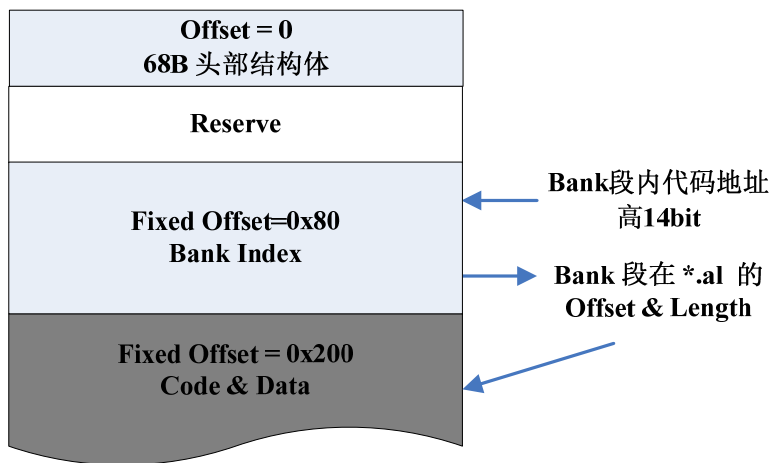 Offset = 0
68B 头部结构体
Reserve
Fixed Offset=0x80
Bank Index
Bank段内代码地址
高14bit
Bank 段在 *.al 的
Offset & Length
Fixed Offset = 0x200
Code & Data